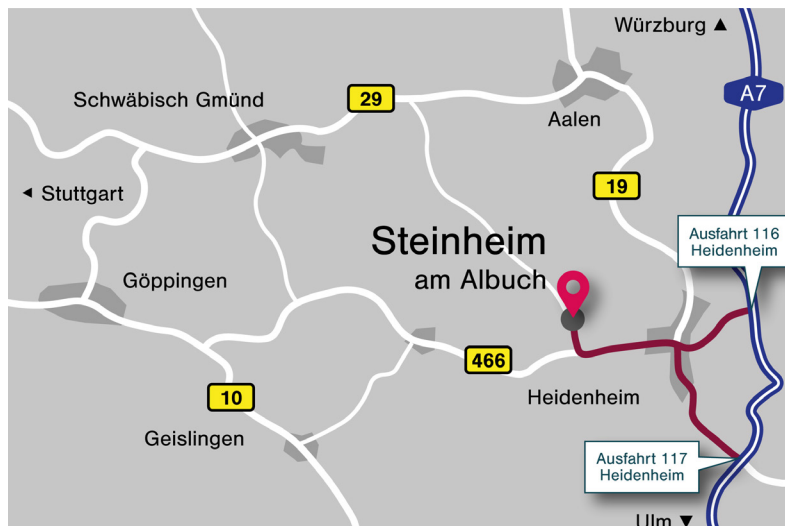 Würzburg ▲
A7
Schwäbisch Gmünd
29
Aalen
19
◄ Stuttgart
Ausfahrt 116
Heidenheim
Steinheim
am Albuch
Göppingen
466
Heidenheim
10
Geislingen
Ausfahrt 117
Heidenheim
Ulm ▼